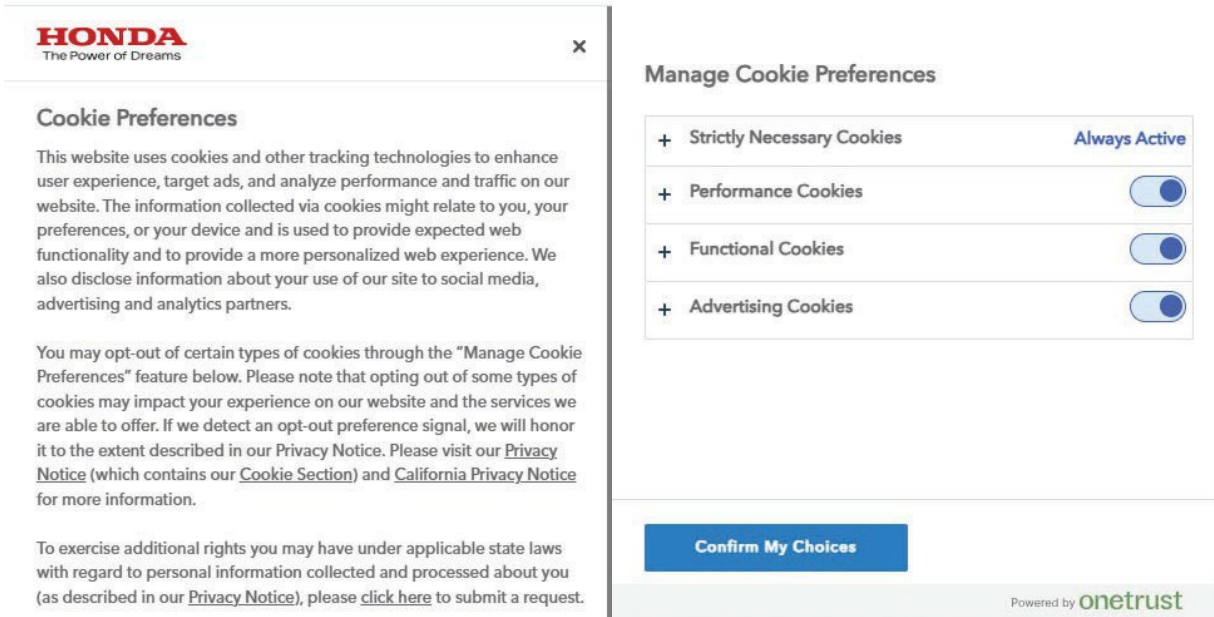 HONDA
The Power of Dreams
×
Cookie Preferences
This website uses cookies and other tracking technologies to enhance
user experience, target ads, and analyze performance and traffic on our
website. The information collected via cookies might relate to you, your
preferences, or your device and is used to provide expected web
functionality and to provide a more personalized web experience. We
also disclose information about your use of our site to social media,
advertising and analytics partners.
You may opt-out of certain types of cookies through the “Manage Cookie
Preferences” feature below. Please note that opting out of some types of
cookies may impact your experience on our website and the services we
are able to offer. If we detect an opt-out preference signal, we will honor
it to the extent described in our Privacy Notice. Please visit our Privacy
Notice (which contains our Cookie Section) and California Privacy Notice
for more information.
To exercise additional rights you may have under applicable state laws
with regard to personal information collected and processed about you
(as described in our Privacy Notice), please click here to submit a request.
Manage Cookie Preferences
+ Strictly Necessary Cookies Always Active
+ Performance Cookies
+ Functional Cookies
+ Advertising Cookies
Confirm My Choices
Powered by onetrust